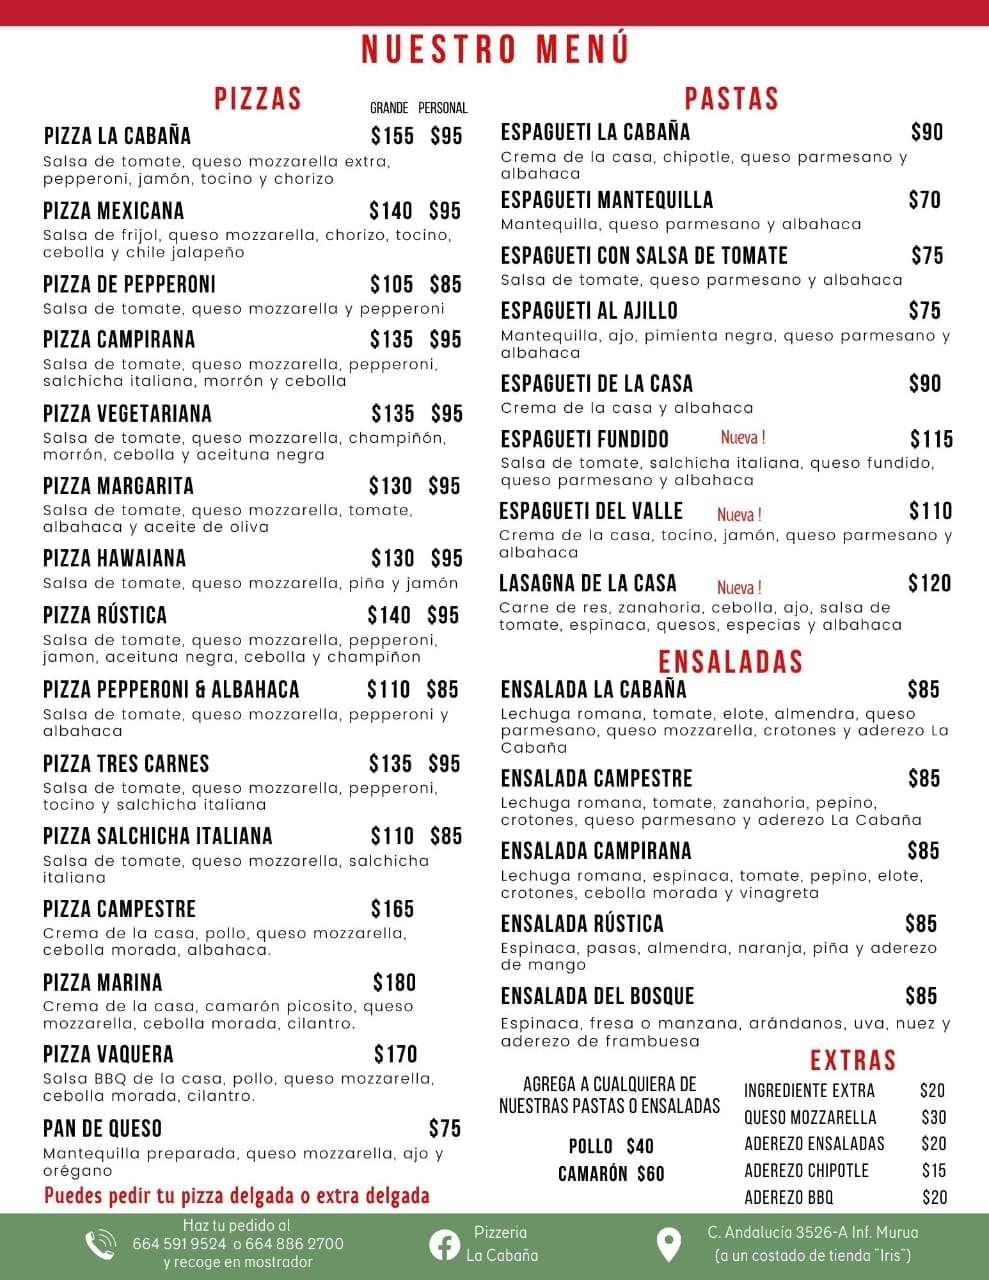 NUESTRO MENÚ
PIZZAS
GRANDE PERSONAL
PIZZA LA CABAÑA $155 $95
Salsa de tomate, queso mozzarella extra,
pepperoni, jamón, tocino y chorizo
PIZZA MEXICANA $140 $95
Salsa de frijol, queso mozzarella, chorizo, tocino,
cebolla y chile jalapeño
PIZZA DE PEPPERONI $105 $85
Salsa de tomate, queso mozzarella y pepperoni
PIZZA CAMPIRANA $135 $95
Salsa de tomate, queso mozzarella, pepperoni,
salchicha italiana, morrón y cebolla
PIZZA VEGETARIANA $135 $95
Salsa de tomate, queso mozzarella, champiñón,
morrón, cebolla y aceituna negra
PIZZA MARGARITA $130 $95
Salsa de tomate, queso mozzarella, tomate,
albahaca y aceite de oliva
PIZZA HAWAIANA $130 $95
Salsa de tomate, queso mozzarella, piña y jamón
PIZZA RÚSTICA $140 $95
Salsa de tomate, queso mozzarella, pepperoni,
jamon, aceituna negra, cebolla y champiñon
PIZZA PEPPERONI & ALBAHACA $110 $85
Salsa de tomate, queso mozzarella, pepperoni y
albahaca
PIZZA TRES CARNES $135 $95
Salsa de tomate, queso mozzarella, pepperoni,
tocino y salchicha italiana
PIZZA SALCHICHA ITALIANA $110 $85
Salsa de tomate, queso mozzarella, salchicha
italiana
PIZZA CAMPESTRE $165
Crema de la casa, pollo, queso mozzarella,
cebolla morada, albahaca.
PIZZA MARINA $180
Crema de la casa, camarón picosito, queso
mozzarella, cebolla morada, cilantro.
PIZZA VAQUERA $170
Salsa BBQ de la casa, pollo, queso mozzarella,
cebolla morada, cilantro.
PAN DE QUESO $75
Mantequilla preparada, queso mozzarella, ajo y
orégano
Puedes pedir tu pizza delgada o extra delgada
PASTAS
ESPAGUETI LA CABAÑA $90
Crema de la casa, chipotle, queso parmesano y
albahaca
ESPAGUETI MANTEQUILLA $70
Mantequilla, queso parmesano y albahaca
ESPAGUETI CON SALSA DE TOMATE $75
Salsa de tomate, queso parmesano y albahaca
ESPAGUETI AL AJILLO $75
Mantequilla, ajo, pimienta negra, queso parmesano y
albahaca
ESPAGUETI DE LA CASA $90
Crema de la casa y albahaca
ESPAGUETI FUNDIDO Nueva ! $115
Salsa de tomate, salchicha italiana, queso fundido,
queso parmesano y albahaca
ESPAGUETI DEL VALLE Nueva ! $110
Crema de la casa, tocino, jamón, queso parmesano y
albahaca
LASAGNA DE LA CASA Nueva ! $120
Carne de res, zanahoria, cebolla, ajo, salsa de
tomate, espinaca, quesos, especias y albahaca
ENSALADAS
ENSALADA LA CABAÑA $85
Lechuga romana, tomate, elote, almendra, queso
parmesano, queso mozzarella, crotones y aderezo La
Cabaña
ENSALADA CAMPESTRE $85
Lechuga romana, tomate, zanahoria, pepino,
crotones, queso parmesano y aderezo La Cabaña
ENSALADA CAMPIRANA $85
Lechuga romana, espinaca, tomate, pepino, elote,
crotones, cebolla morada y vinagreta
ENSALADA RÚSTICA $85
Espinaca, pasas, almendra, naranja, piña y aderezo
de mango
ENSALADA DEL BOSQUE $85
Espinaca, fresa o manzana, arándanos, uva, nuez y
aderezo de frambuesa
AGREGA A CUALQUIERA DE
NUESTRAS PASTAS O ENSALADAS
POLLO $40
CAMARÓN $60
EXTRAS
INGREDIENTE EXTRA $20
QUESO MOZZARELLA $30
ADEREZO ENSALADAS $20
ADEREZO CHIPOTLE $15
ADEREZO BBQ $20
Haz tu pedido al
664 591 9524 o 664 886 2700
y recoge en mostrador
Pizzeria
La Cabaña
C. Andalucía 3526-A Inf. Murua
(a un costado de tienda "Iris")